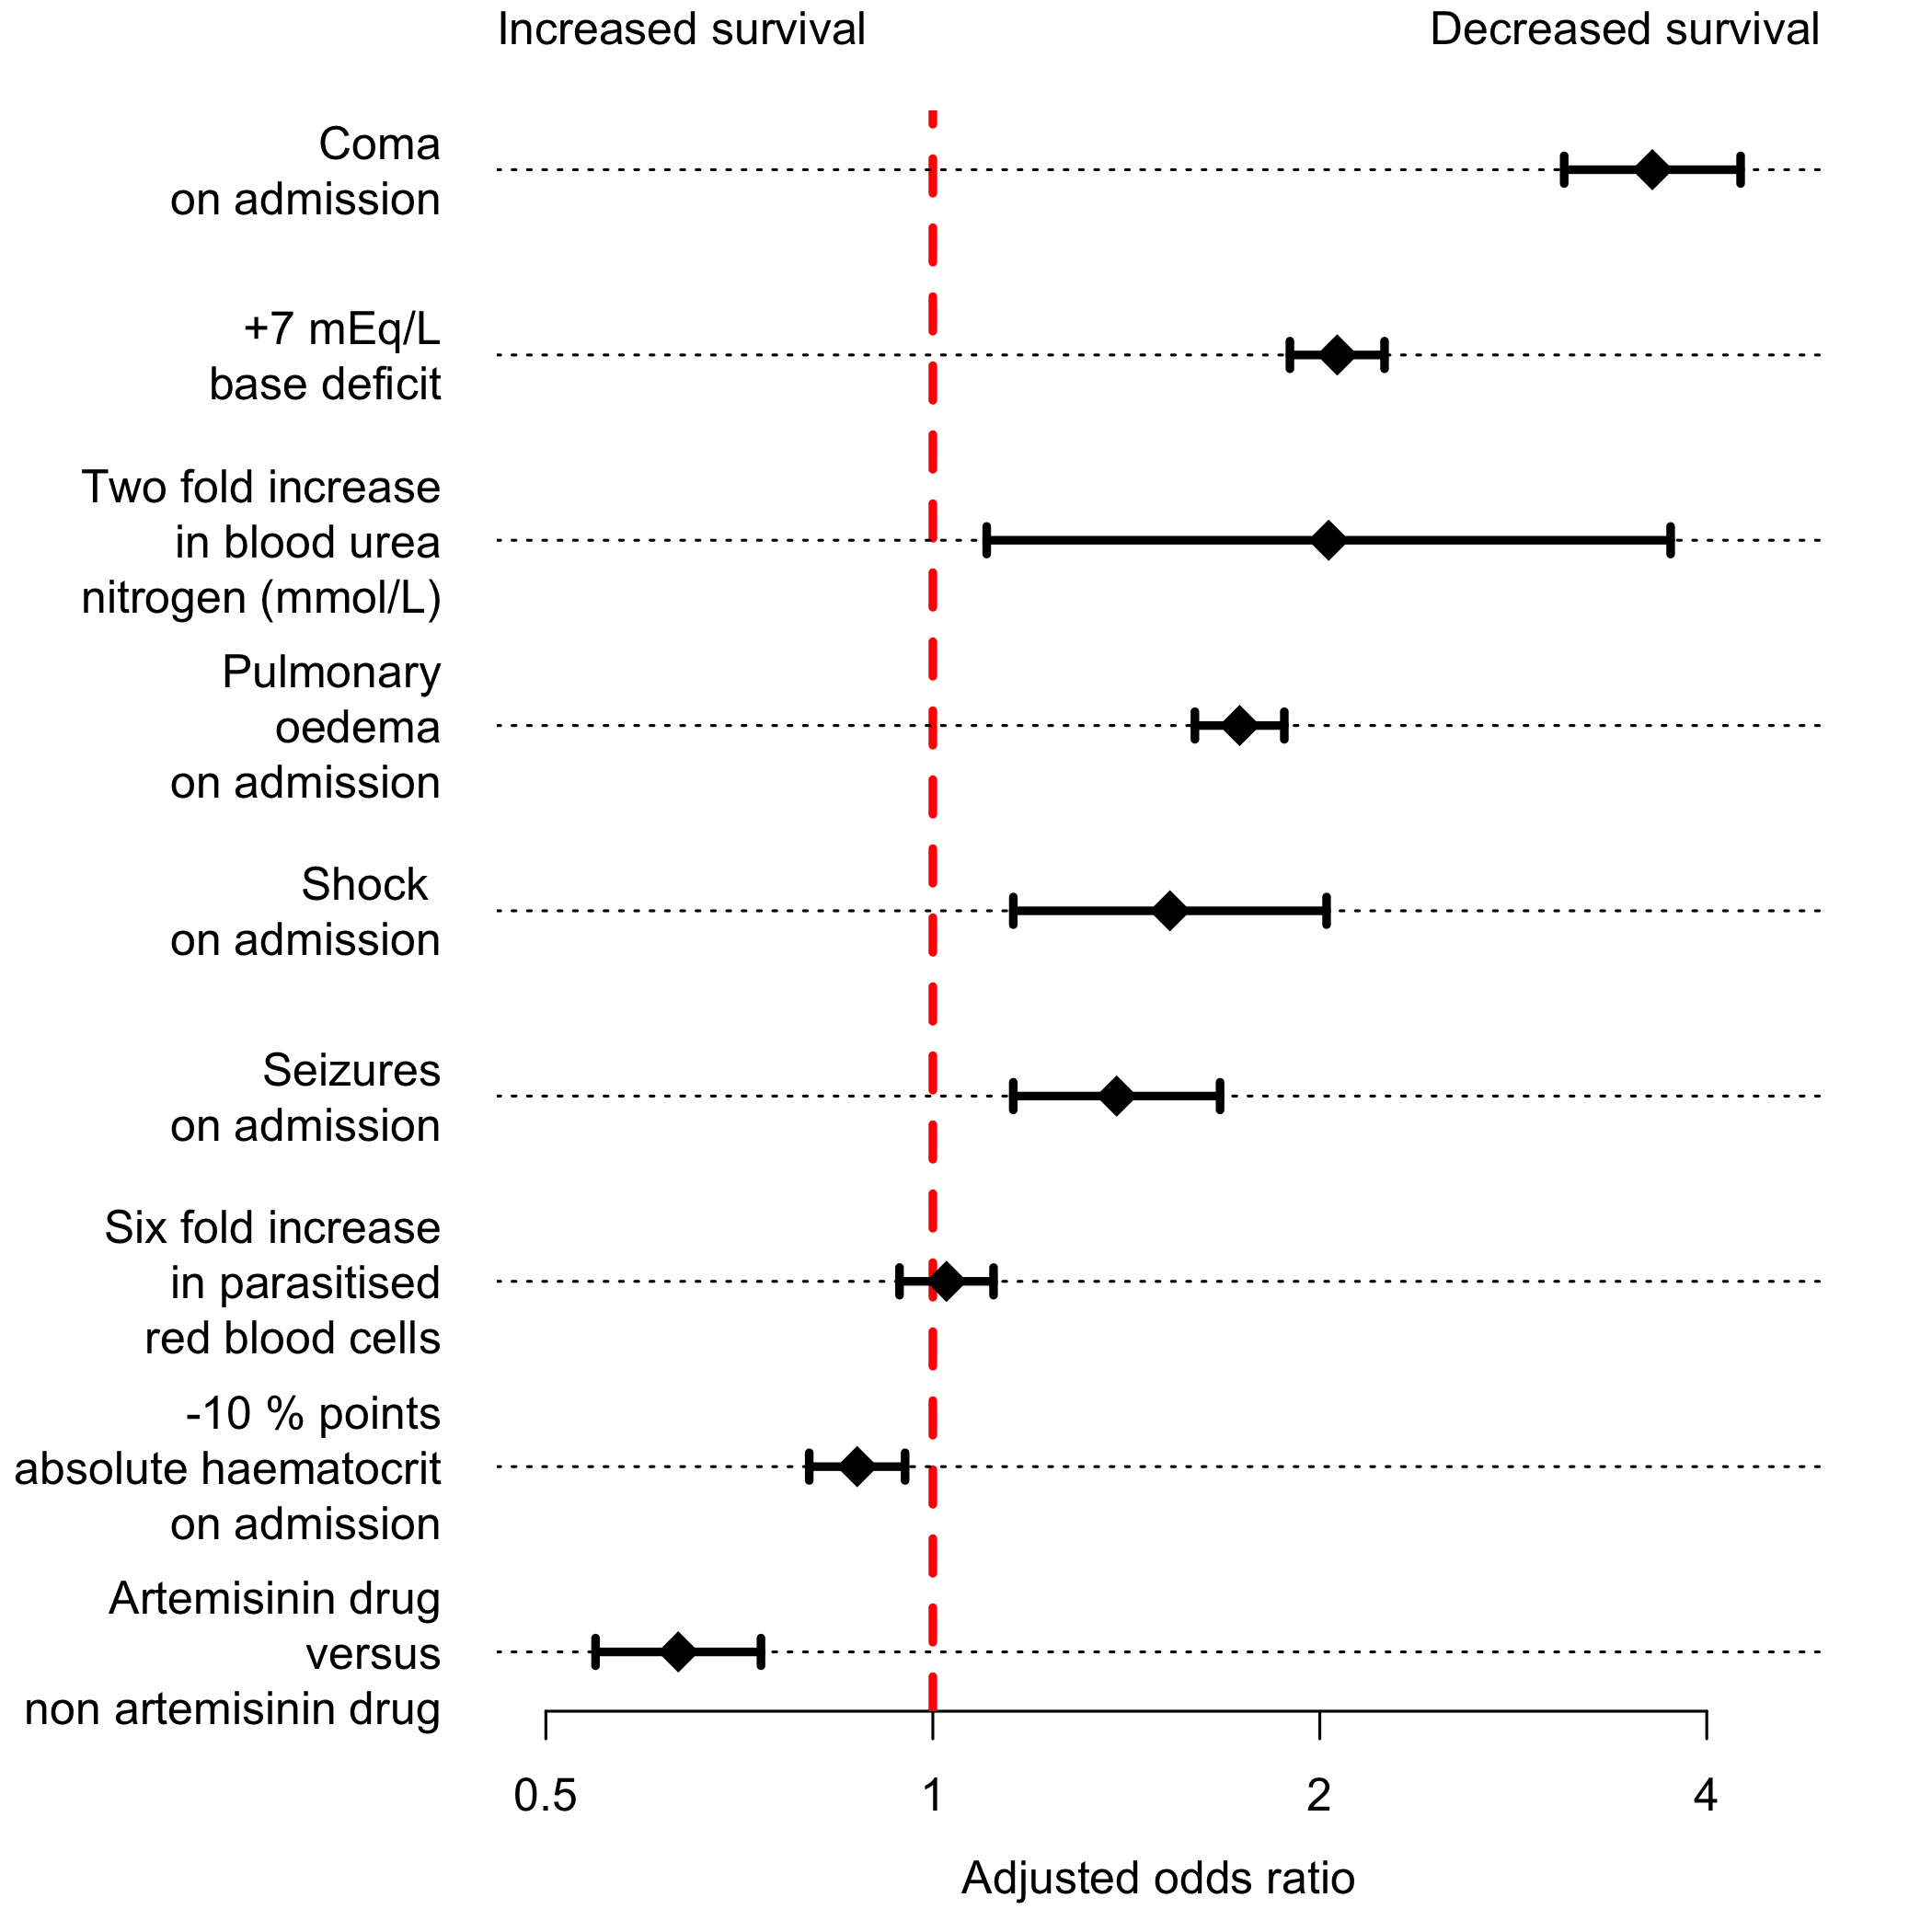 Increased survival
Decreased survival
Coma
on admission
+7 mEq/L
base deficit
Two fold increase
in blood urea
nitrogen (mmol/L)
Pulmonary
oedema
on admission
Shock
on admission
Seizures
on admission
Six fold increase
in parasitised
red blood cells
-10 % points
absolute haematocrit
on admission
Artemisinin drug
versus
non artemisinin drug
0.5 1 2 4
Adjusted odds ratio